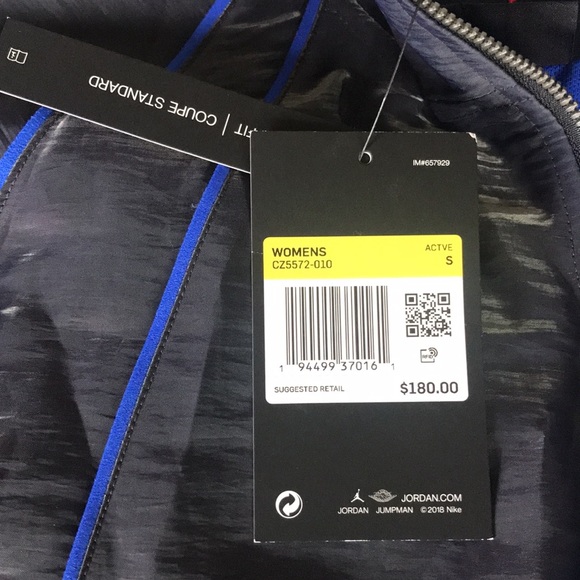 FIT | COUPE STANDARD
IM#657929
WOMENS
ACTVE
CZ5572-010
S
1 94499 37016 1
RFID
SUGGESTED RETAIL
$180.00
JORDAN.COM
JORDAN JUMPMAN ©2018 Nike